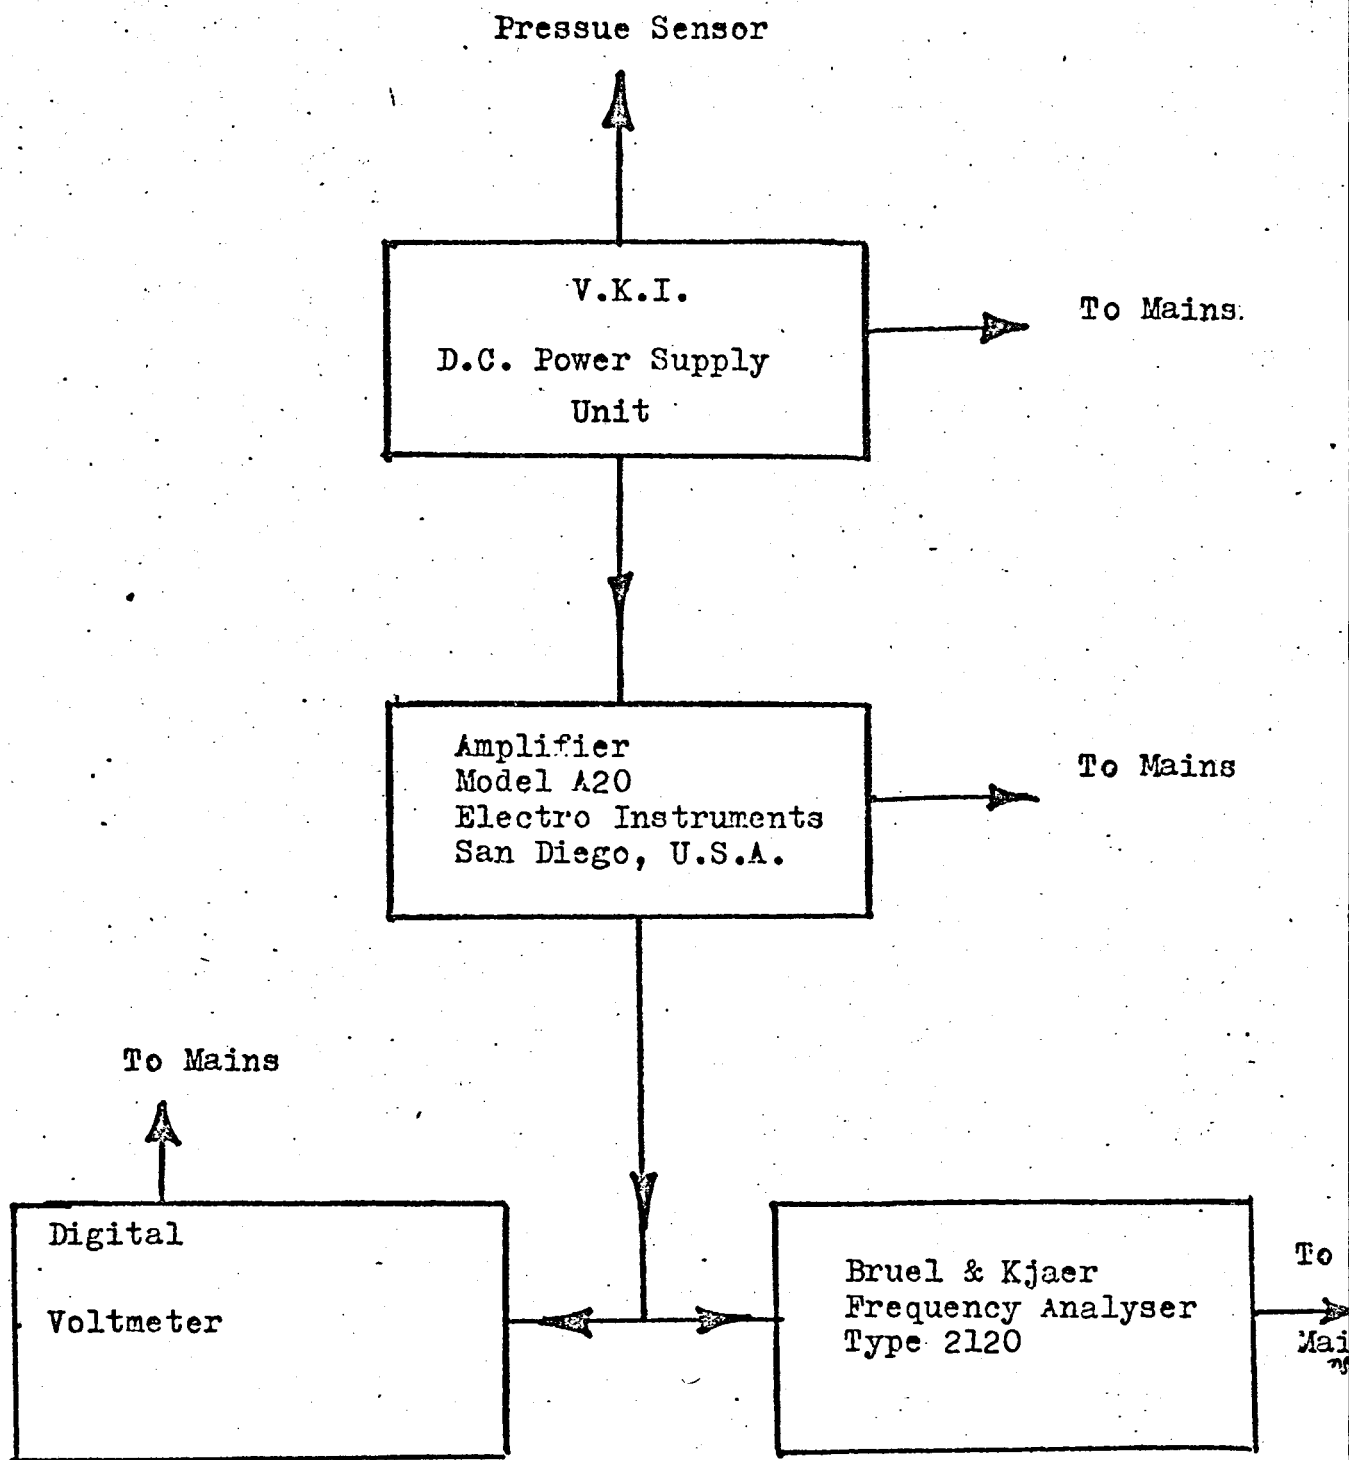 Pressue Sensor
V.K.I.
To Mains.
D.C. Power Supply
Unit
Amplifier
Model A20
Electro Instruments
San Diego, U.S.A.
To Mains
To Mains
Digital
Voltmeter
Bruel & Kjaer
Frequency Analyser
Type 2120
To
Mains